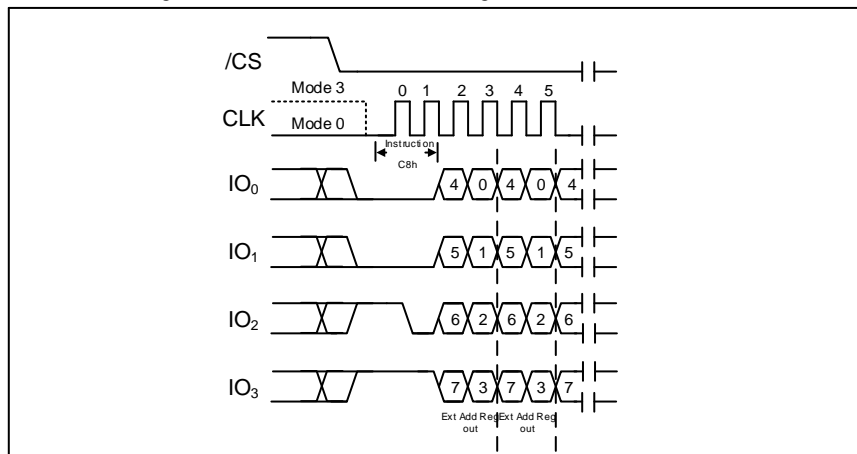 /CS
Mode 3
0 1 2 3 4 5
CLK
Mode 0
Instruction
C8h
IO0 4 0 4 0 4
IO1 5 1 5 1 5
IO2 6 2 6 2 6
IO3 7 3 7 3 7
Ext Add Reg Ext Add Reg
out out